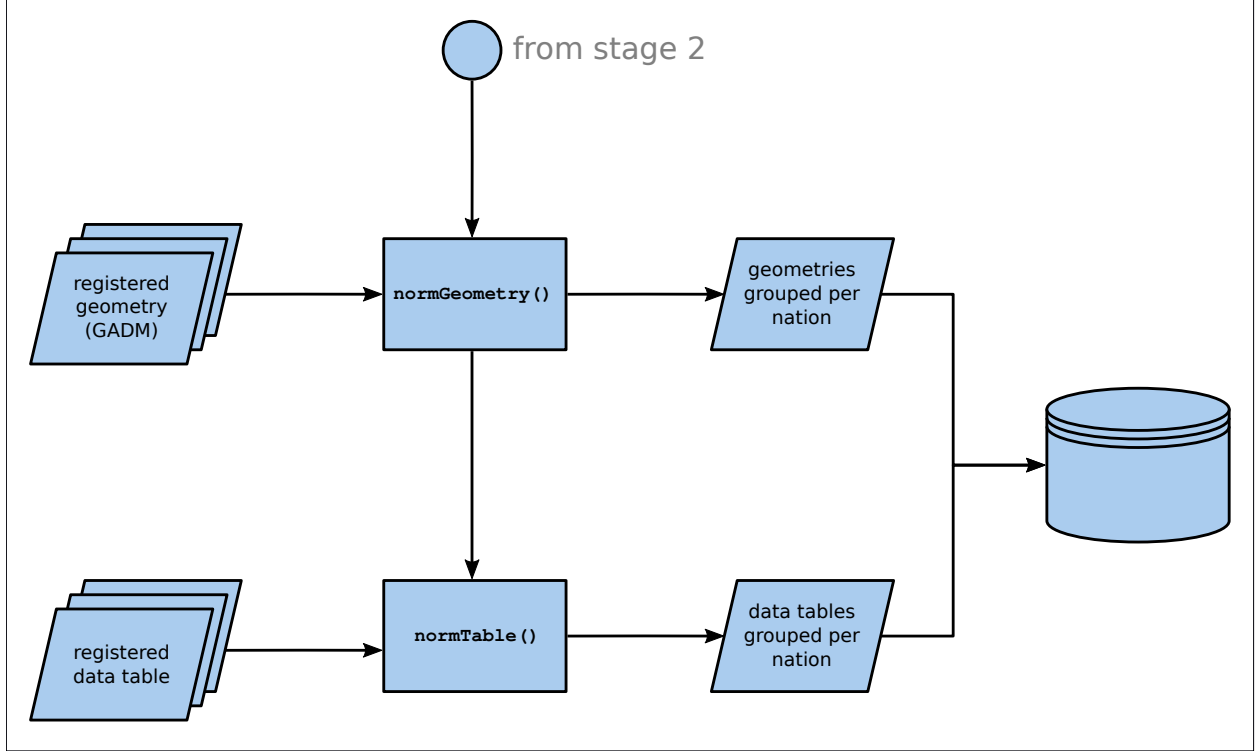 from stage 2
registered
geometry
(GADM)
normGeometry()
geometries
grouped per
nation
registered
data table
normTable()
data tables
grouped per
nation